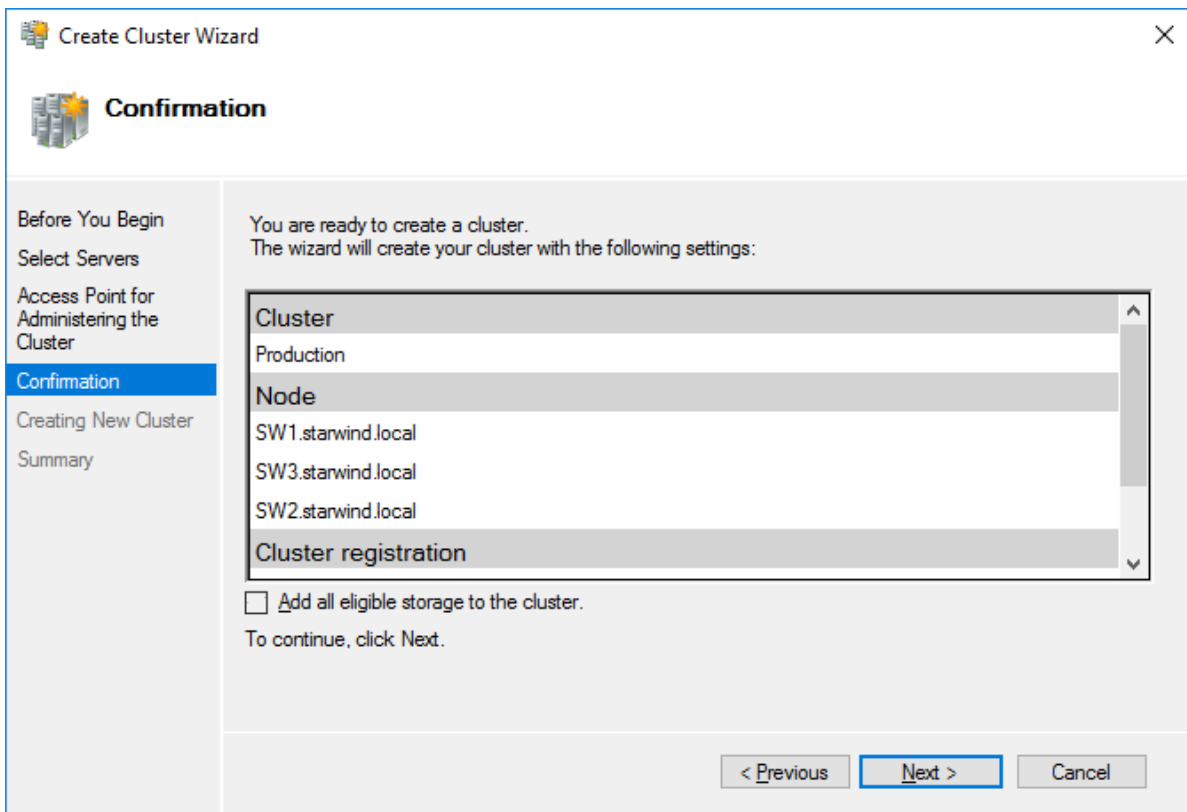 Create Cluster Wizard
Confirmation
Before You Begin
Select Servers
Access Point for
Administering the
Cluster
Confirmation
Creating New Cluster
Summary
You are ready to create a cluster.
The wizard will create your cluster with the following settings:
Cluster
Production
Node
SW1.starwind.local
SW3.starwind.local
SW2.starwind.local
Cluster registration
Add all eligible storage to the cluster.
To continue, click Next.
< Previous
Next >
Cancel